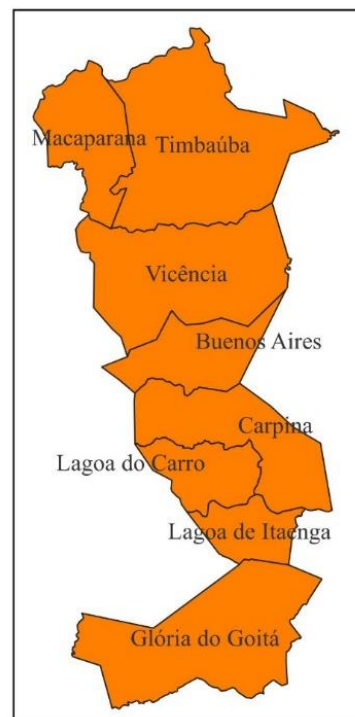 Macaparana
Timbaúba
Vicência
Buenos Aires
Carpina
Lagoa do Carro
Lagoa de Itaenga
Glória do Goitá